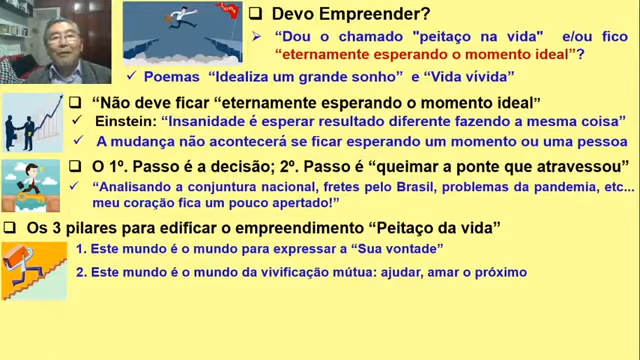 Devo Empreender?
“Dou o chamado "peitaço na vida" e/ou fico
“eternamente esperando o momento ideal”?
Poemas “Idealiza um grande sonho” e “Vida vívida”
“Não deve ficar “eternamente esperando o momento ideal”
Einstein: “Insanidade é esperar resultado diferente fazendo a mesma coisa”
A mudança não acontecerá se ficar esperando um momento ou uma pessoa
O 1º. Passo é a decisão; 2º. Passo é “queimar a ponte que atravessou”
“Analisando a conjuntura nacional, fretes pelo Brasil, problemas da pandemia, etc...
meu coração fica um pouco apertado!”
Os 3 pilares para edificar o empreendimento “Peitaço da vida”
1. Este mundo é o mundo para expressar a “Sua vontade”
2. Este mundo é o mundo da vivificação mútua: ajudar, amar o próximo